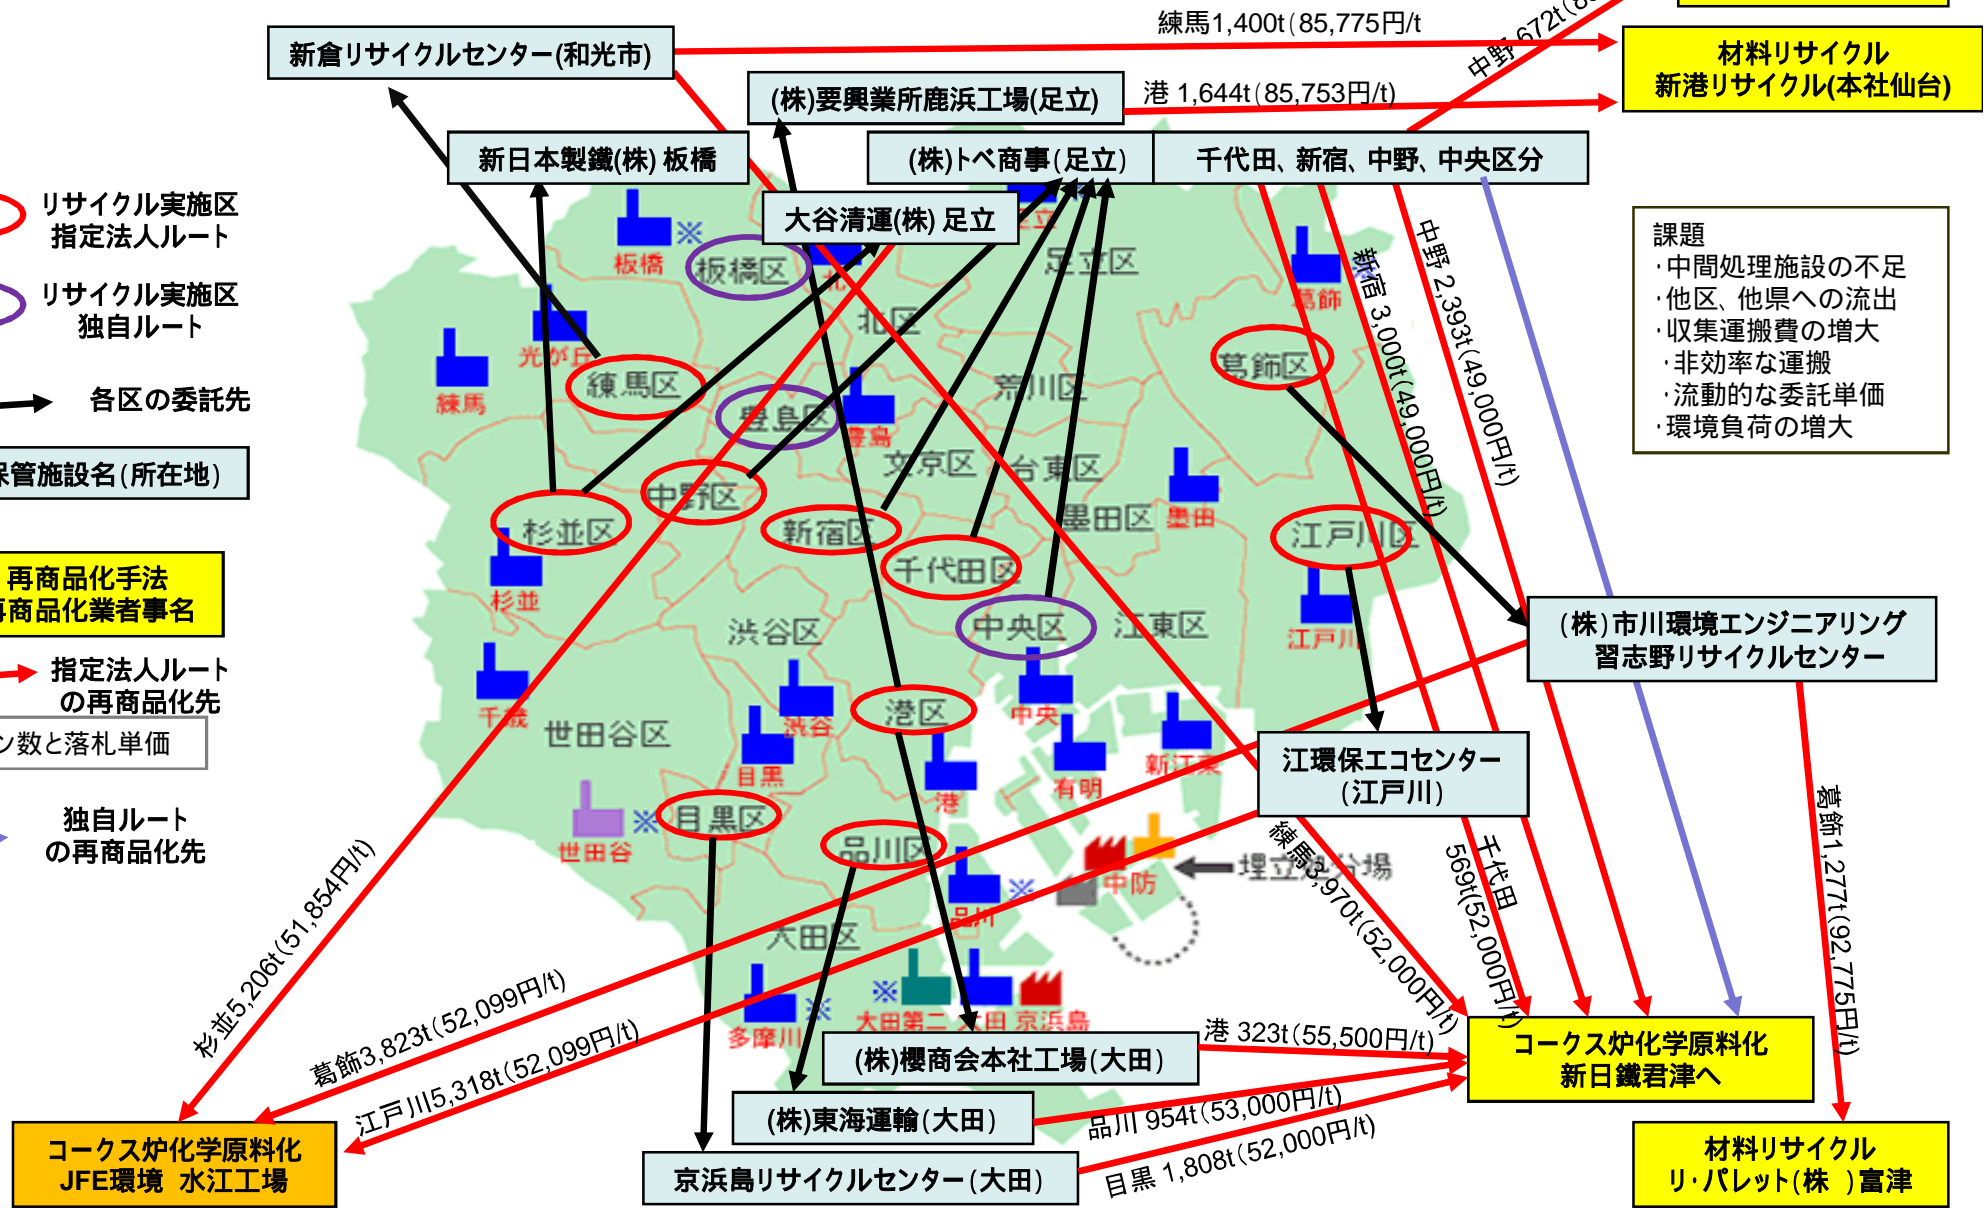 新倉リサイクルセンター(和光市)
練馬1,400t(85,775円/t
中野 672t(8
材料リサイクル
新港リサイクル(本社仙台)
(株)要興業所鹿浜工場(足立)
港 1,644t(85,753円/t)
新日本製鐵(株) 板橋
(株)トベ商事(足立)
千代田、新宿、中野、中央区分
大谷清運(株) 足立
リサイクル実施区
指定法人ルート
リサイクル実施区
独自ルート
各区の委託先
保管施設名(所在地)
再商品化手法
再商品化業者事名
指定法人ルート
の再商品化先
ン数と落札単価
独自ルート
の再商品化先
課題
・中間処理施設の不足
・他区、他県への流出
・収集運搬費の増大
・非効率な運搬
・流動的な委託単価
・環境負荷の増大
※
板橋
板橋区
北
立
足立区
※
葛飾
北区
光が丘
練馬
練馬区
豊島区
豊島
荒川区
葛飾区
文京区
台東区
中野区
杉並区
杉並
新宿区
千代田区
墨田区
墨田
江戸川区
江戸川
中央区
中央
江東区
渋谷区
渋谷
千歳
世田谷区
港区
港
目黒
有明
新江東
※
世田谷
目黒区
品川区
※
品川
中防
埋立処分場
大田区
※
多摩川
※
大田第二
大田
京浜島
新宿 3,000t(49,000円/t)
中野 2,393t(49,000円/t)
(株)市川環境エンジニアリング
習志野リサイクルセンター
江環保エコセンター
(江戸川)
練馬3,970t(52,000円/t)
千代田
569t(52,000円/t)
葛飾1,277t(92,775円/t)
杉並5,206t(51,854円/t)
葛飾3,823t(52,099円/t)
江戸川5,318t(52,099円/t)
(株)櫻商会本社工場(大田)
港 323t(55,500円/t)
コークス炉化学原料化
新日鐵君津へ
(株)東海運輸(大田)
品川 954t(53,000円/t)
京浜島リサイクルセンター(大田)
目黒 1,808t(52,000円/t)
コークス炉化学原料化
JFE環境 水江工場
材料リサイクル
リ・パレット(株 )富津